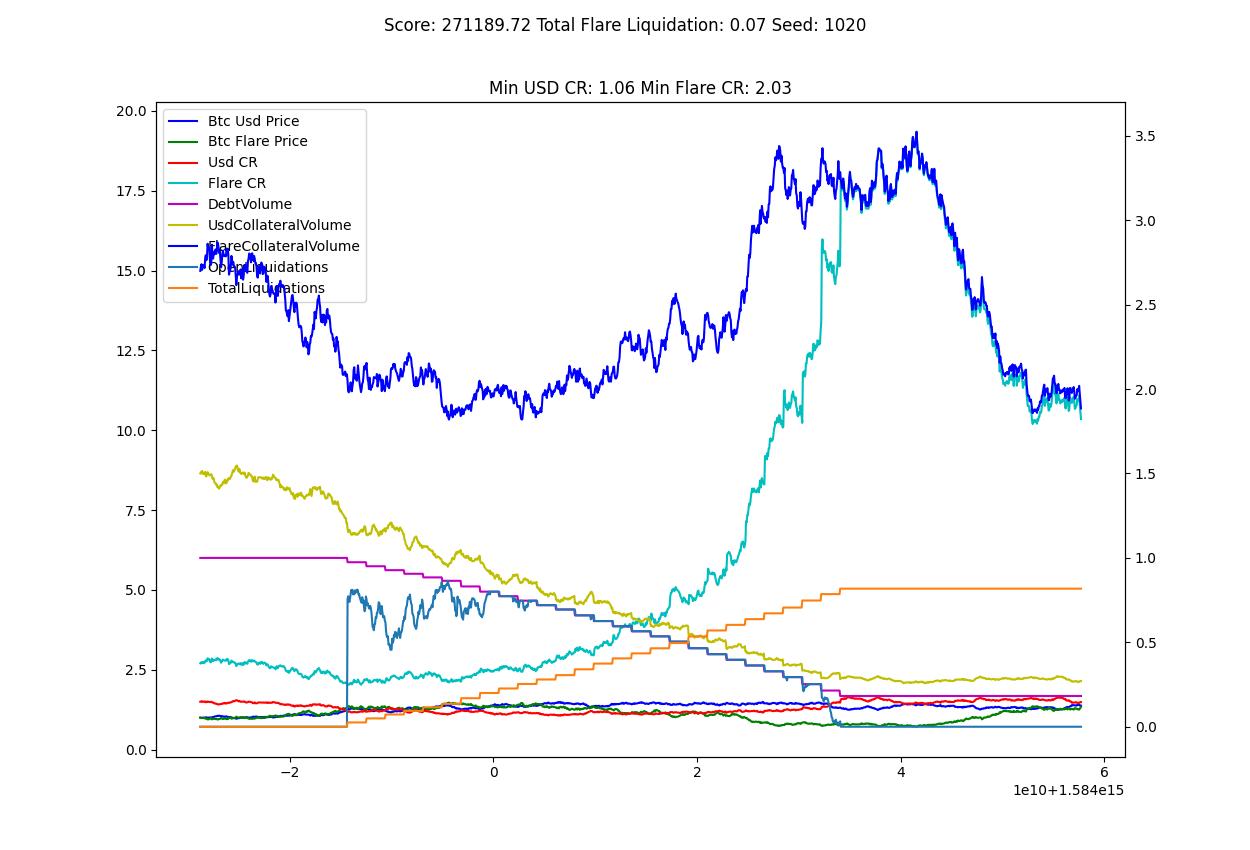 Score: 271189.72 Total Flare Liquidation: 0.07 Seed: 1020
Min USD CR: 1.06 Min Flare CR: 2.03
Btc Usd Price
Btc Flare Price
Usd CR
Flare CR
DebtVolume
UsdCollateralVolume
FlareCollateralVolume
OpenLiquidations
TotalLiquidations
20.0
17.5
15.0
12.5
10.0
7.5
5.0
2.5
0.0
3.5
3.0
2.5
2.0
1.5
1.0
0.5
0.0
−2 0 2 4 6
1e10+1.584e15